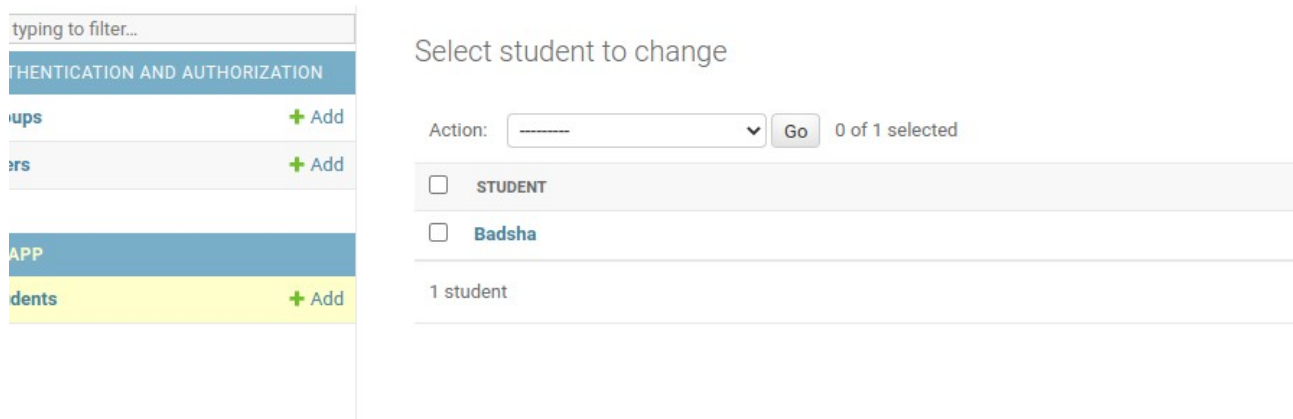 typing to filter...
THENTICATION AND AUTHORIZATION
oups + Add
ers + Add
APP
dents + Add
Select student to change
Action: --------- Go 0 of 1 selected
STUDENT
Badsha
1 student